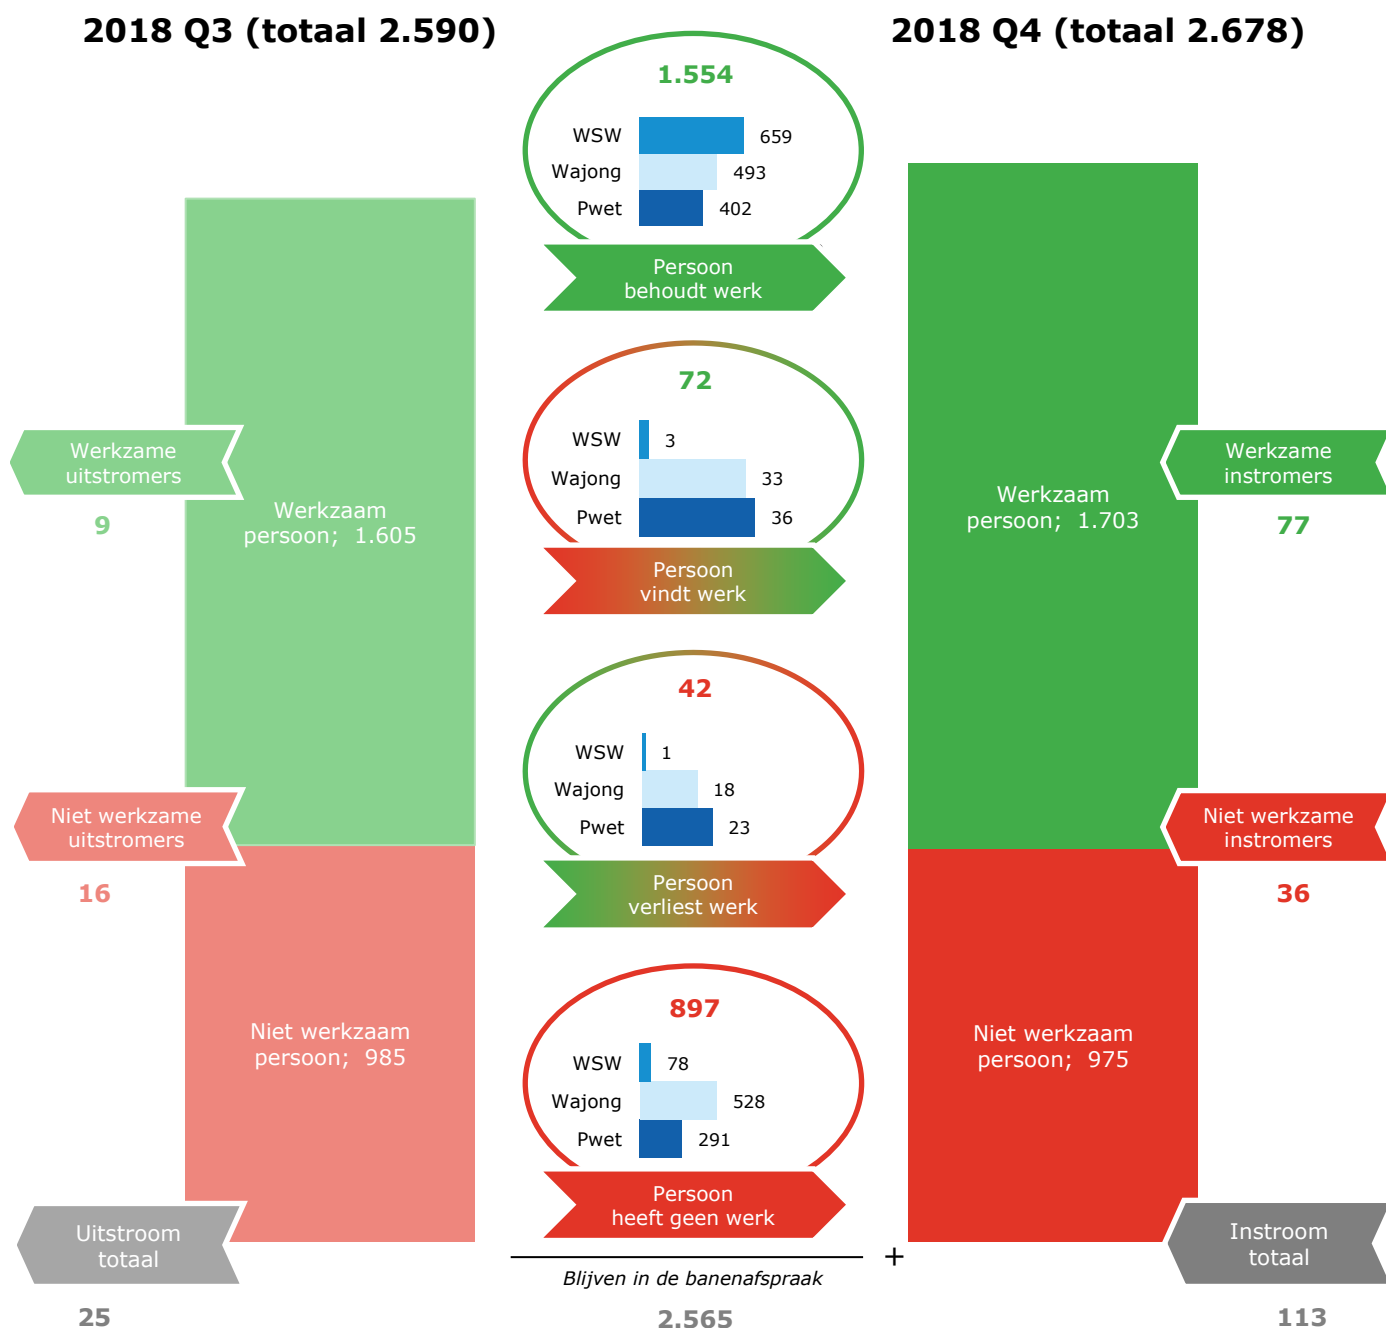 2018 Q3 (totaal 2.590)
2018 Q4 (totaal 2.678)
1.554
WSW 659
Wajong 493
Pwet 402
Persoon
behoudt werk
72
WSW 3
Wajong 33
Pwet 36
Persoon
vindt werk
42
WSW 1
Wajong 18
Pwet 23
Persoon
verliest werk
897
WSW 78
Wajong 528
Pwet 291
Persoon
heeft geen werk
Blijven in de banenafspraak
2.565
+
Werkzame
uitstromers
9
Werkzaam
persoon; 1.605
Niet werkzame
uitstromers
16
Niet werkzaam
persoon; 985
Uitstroom
totaal
25
Werkzaam
persoon; 1.703
Werkzame
instromers
77
Niet werkzame
instromers
36
Niet werkzaam
persoon; 975
Instroom
totaal
113